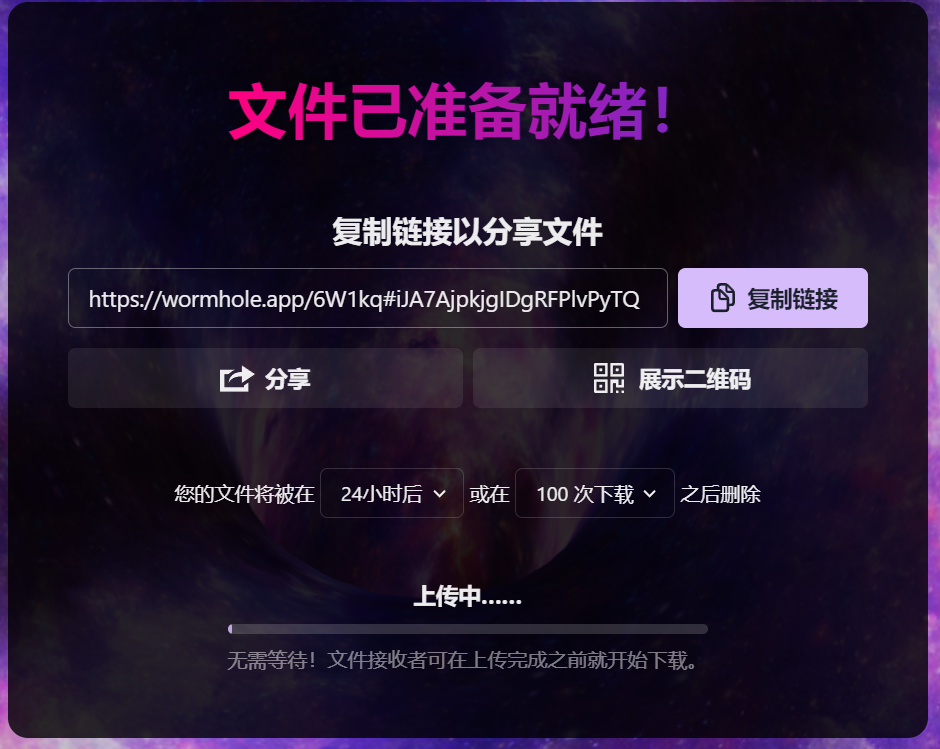 文件已准备就绪！
复制链接以分享文件
https://wormhole.app/6W1kq#iJA7AjpkjgIDgRFPlvPyTQ
复制链接
分享
展示二维码
您的文件将被在 24小时后 或在 100 次下载 之后删除
上传中......
无需等待！文件接收者可在上传完成之前就开始下载。